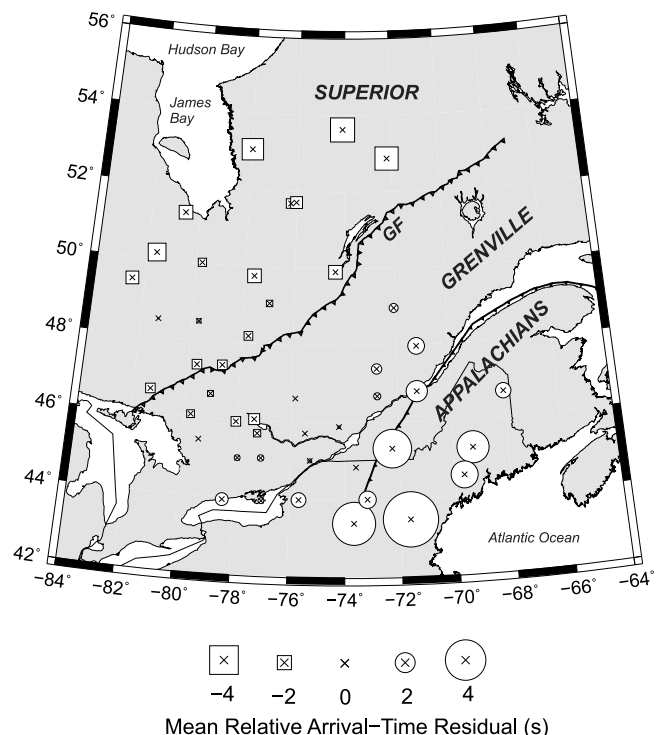 56°
Hudson Bay
54°
SUPERIOR
James
Bay
52°
GF
50°
GRENVILLE
48°
APPALACHIANS
46°
44°
Atlantic Ocean
42°
−84° −82° −80° −78° −76° −74° −72° −70° −68° −66° −64°
−4 −2 0 2 4
Mean Relative Arrival−Time Residual (s)